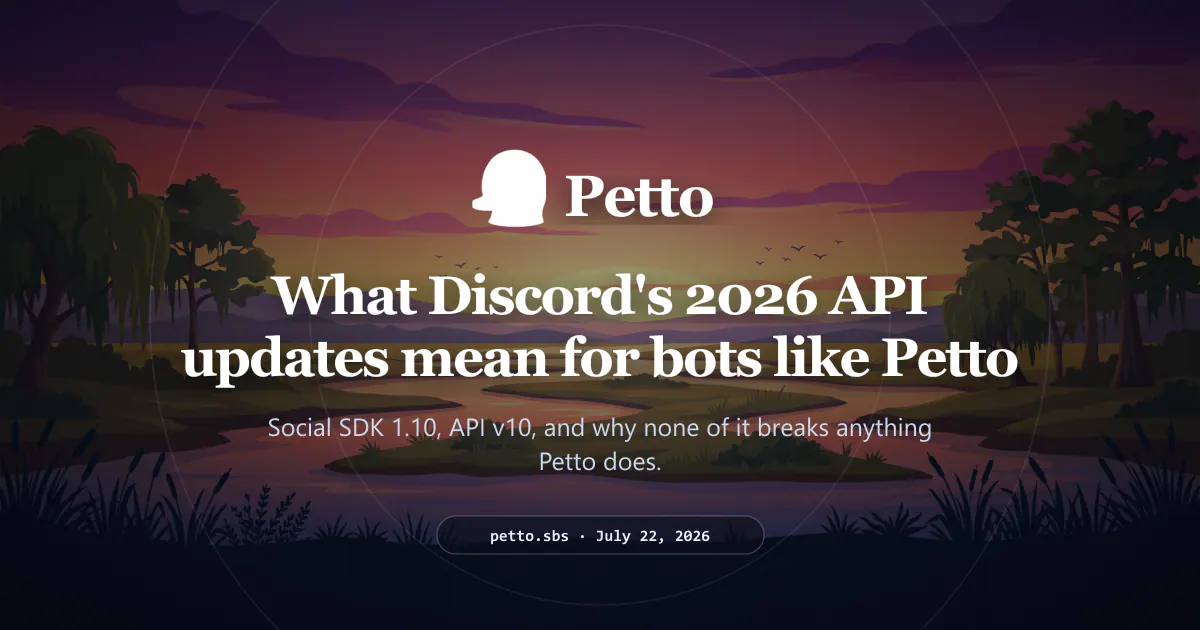 Petto
What Discord's 2026 API
updates mean for bots like Petto
Social SDK 1.10, API v10, and why none of it breaks anything
Petto does.
petto.sbs · July 22, 2026